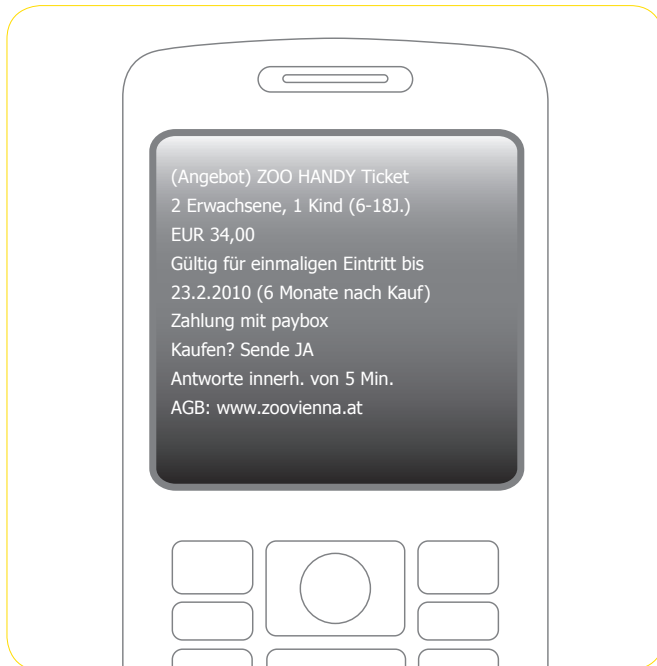 (Angebot) ZOO HANDY Ticket
2 Erwachsene, 1 Kind (6-18J.)
EUR 34,00
Gültig für einmaligen Eintritt bis
23.2.2010 (6 Monate nach Kauf)
Zahlung mit paybox
Kaufen? Sende JA
Antworte innerh. von 5 Min.
AGB: www.zoovienna.at